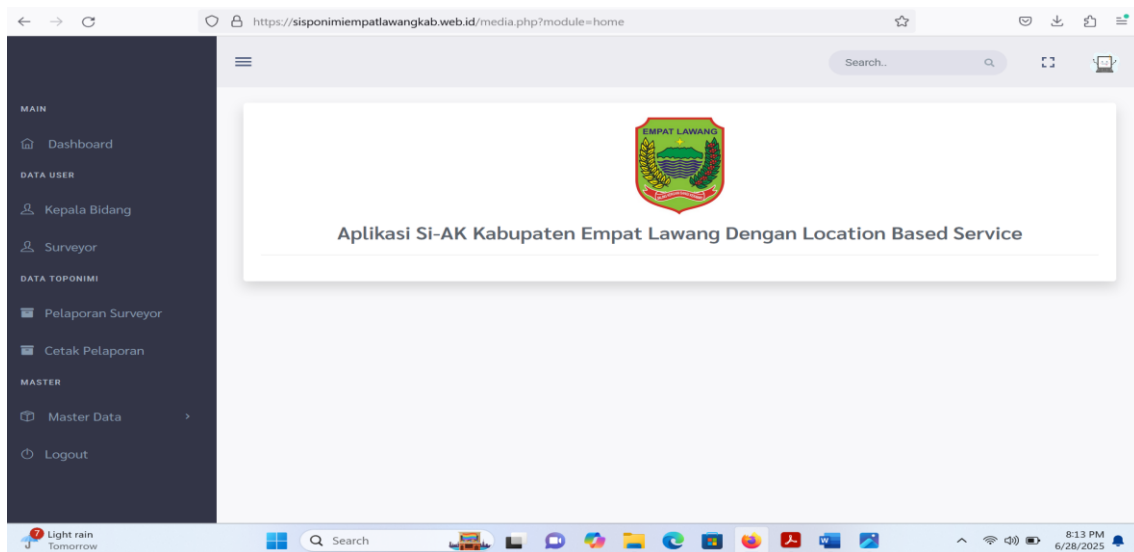 https://sisponimiempatlawangkab.web.id/media.php?module=home
Search..
MAIN
Dashboard
DATA USER
Kepala Bidang
Surveyor
DATA TOPONIMI
Pelaporan Surveyor
Cetak Pelaporan
MASTER
Master Data
Logout
EMPAT LAWANG
Aplikasi Si-AK Kabupaten Empat Lawang Dengan Location Based Service
7
Light rain
Tomorrow
Search
8:13 PM
6/28/2025